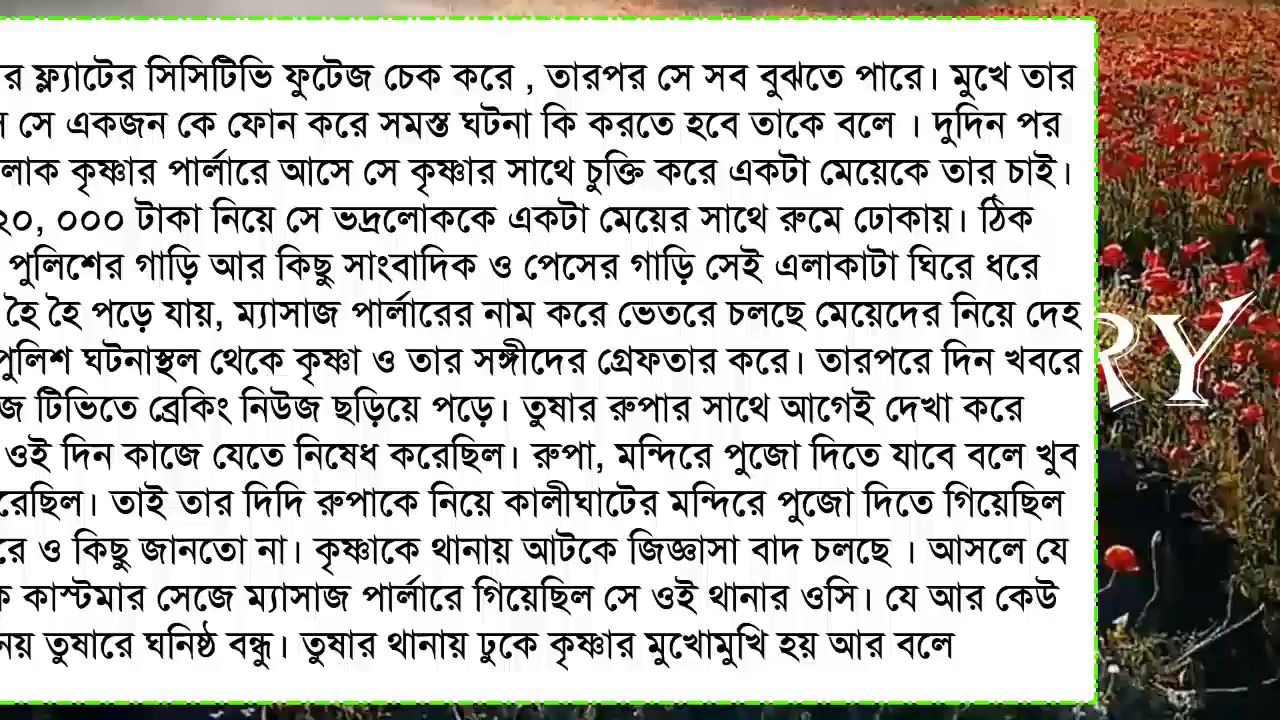 র ফ্ল্যাটের সিসিটিভি ফুটেজ চেক করে , তারপর সে সব বুঝতে পারে। মুখে তার
সে একজন কে ফোন করে সমস্ত ঘটনা কি করতে হবে তাকে বলে । দুদিন পর
লোক কৃষ্ণার পার্লারে আসে সে কৃষ্ণার সাথে চুক্তি করে একটা মেয়েকে তার চাই।
২০, ০০০ টাকা নিয়ে সে ভদ্রলোককে একটা মেয়ের সাথে রুমে ঢোকায়। ঠিক
পুলিশের গাড়ি আর কিছু সাংবাদিক ও পেসের গাড়ি সেই এলাকাটা ঘিরে ধরে
হৈ হৈ পড়ে যায়, ম্যাসাজ পার্লারের নাম করে ভেতরে চলছে মেয়েদের নিয়ে দেহ
পুলিশ ঘটনাস্থল থেকে কৃষ্ণা ও তার সঙ্গীদের গ্রেফতার করে। তারপরে দিন খবরে
জ টিভিতে ব্রেকিং নিউজ ছড়িয়ে পড়ে। তুষার রুপার সাথে আগেই দেখা করে
ওই দিন কাজে যেতে নিষেধ করেছিল। রুপা, মন্দিরে পুজো দিতে যাবে বলে খুব
রেছিল। তাই তার দিদি রুপাকে নিয়ে কালীঘাটের মন্দিরে পুজো দিতে গিয়েছিল
রে ও কিছু জানতো না। কৃষ্ণাকে থানায় আটকে জিজ্ঞাসা বাদ চলছে । আসলে যে
ক কাস্টমার সেজে ম্যাসাজ পার্লারে গিয়েছিল সে ওই থানার ওসি। যে আর কেউ
নয় তুষারে ঘনিষ্ঠ বন্ধু। তুষার থানায় ঢুকে কৃষ্ণার মুখোমুখি হয় আর বলে
RY